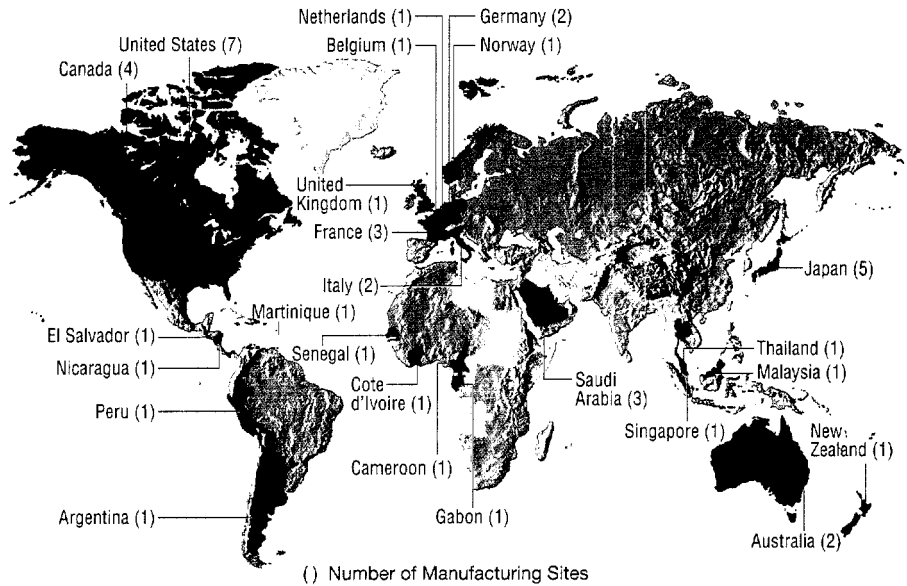 Netherlands (1)
Germany (2)
Belgium (1)
Norway (1)
United States (7)
Canada (4)
United
Kingdom (1)
France (3)
Italy (2)
Japan (5)
Martinique (1)
El Salvador (1)
Senegal (1)
Nicaragua (1)
Thailand (1)
Malaysia (1)
Cote
d'Ivoire (1)
Saudi
Arabia (3)
Peru (1)
Singapore (1)
New
Zealand (1)
Cameroon (1)
Argentina (1)
Gabon (1)
Australia (2)
( ) Number of Manufacturing Sites